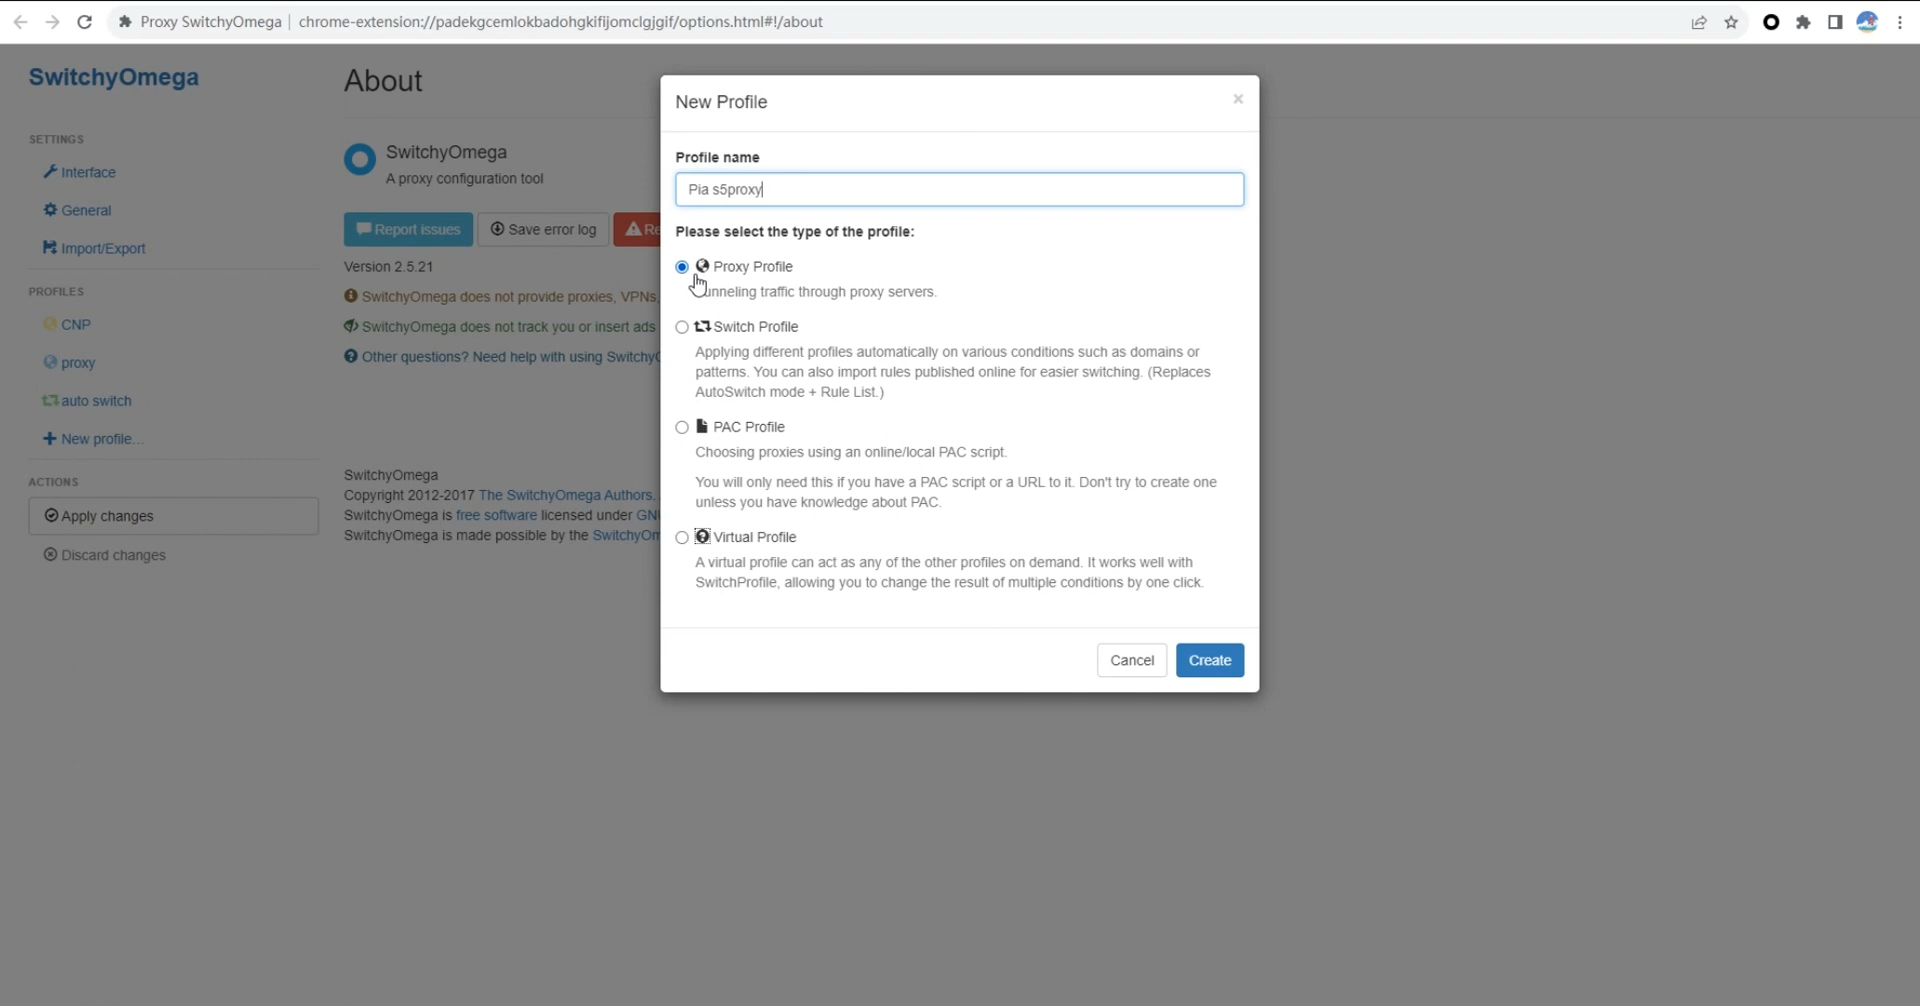 Proxy SwitchyOmega | chrome-extension://padekgcemlokbadohgkifijomclgjgif/options.html#!/about
SwitchyOmega
About
SETTINGS
Interface
General
Import/Export
PROFILES
CNP
proxy
auto switch
New profile...
ACTIONS
Apply changes
Discard changes
SwitchyOmega
A proxy configuration tool
Report issues
Save error log
Version 2.5.21
SwitchyOmega does not provide proxies, VPNs,
SwitchyOmega does not track you or insert ads
Other questions? Need help with using
SwitchyOmega
Copyright 2012-2017 The SwitchyOmega Authors.
SwitchyOmega is free software licensed under
SwitchyOmega is made possible by the
New Profile
×
Profile name
Pia s5proxy
Please select the type of the profile:
Proxy Profile
unneling traffic through proxy servers.
Switch Profile
Applying different profiles automatically on various conditions such as domains or
patterns. You can also import rules published online for easier switching. (Replaces
AutoSwitch mode + Rule List.)
PAC Profile
Choosing proxies using an online/local PAC script.
You will only need this if you have a PAC script or a URL to it. Don't try to create one
unless you have knowledge about PAC.
Virtual Profile
A virtual profile can act as any of the other profiles on demand. It works well with
SwitchProfile, allowing you to change the result of multiple conditions by one click.
Cancel
Create